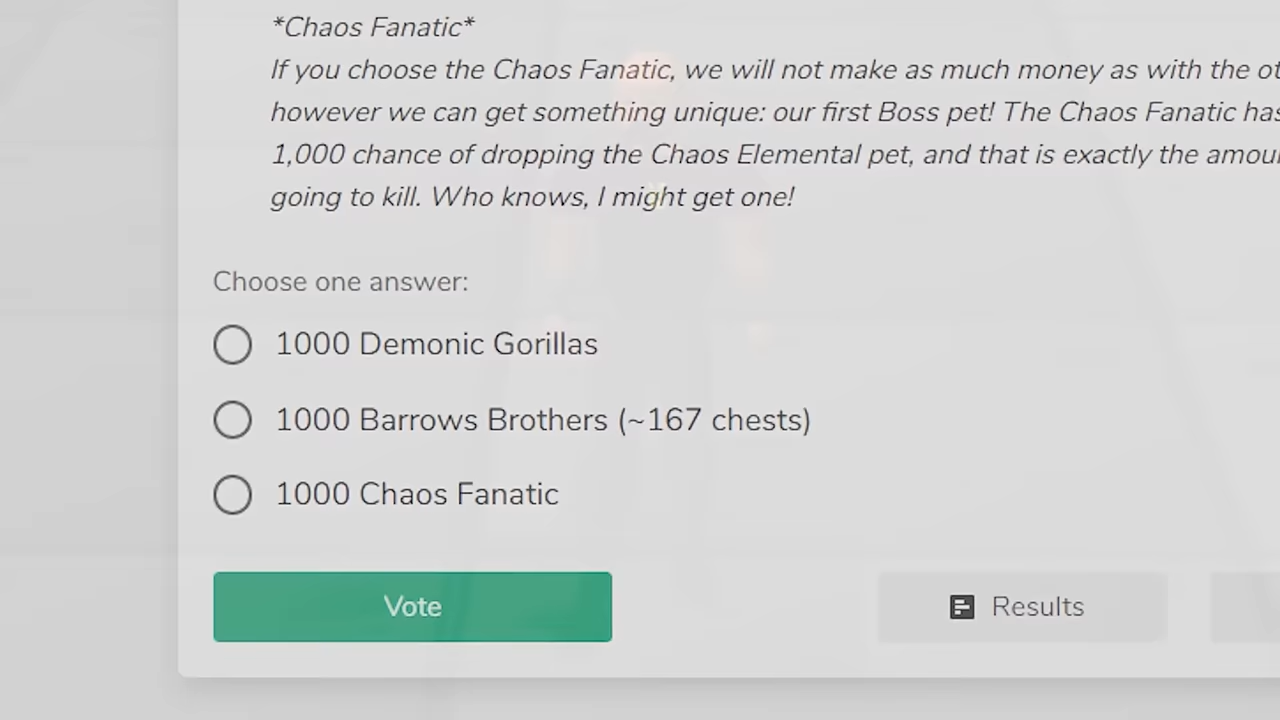 *Chaos Fanatic*
If you choose the Chaos Fanatic, we will not make as much money as with the
however we can get something unique: our first Boss pet! The Chaos Fanatic has
1,000 chance of dropping the Chaos Elemental pet, and that is exactly the
going to kill. Who knows, I might get one!
Choose one answer:
1000 Demonic Gorillas
1000 Barrows Brothers (~167 chests)
1000 Chaos Fanatic
Vote
Results